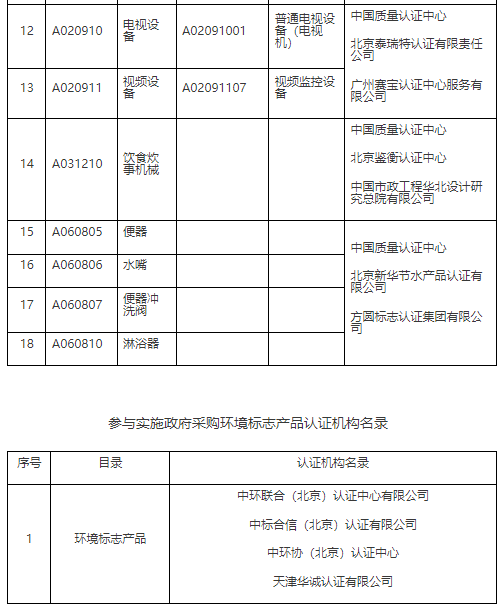 12 A020910 电视设备 A02091001 普通电视设备（电视机）
中国质量认证中心
北京泰瑞特认证有限责任公司
广州赛宝认证中心服务有限公司
13 A020911 视频设备 A02091107 视频监控设备
14 A031210 饮食炊事机械
中国质量认证中心
北京鉴衡认证中心
中国市政工程华北设计研究总院有限公司
15 A060805 便器
16 A060806 水嘴
17 A060807 便器冲洗阀
18 A060810 淋浴器
中国质量认证中心
北京新华节水产品认证有限公司
方圆标志认证集团有限公司
参与实施政府采购环境标志产品认证机构名录
序号 目录 认证机构名录
1 环境标志产品
中环联合（北京）认证中心有限公司
中标合信（北京）认证有限公司
中环协（北京）认证中心
天津华诚认证有限公司